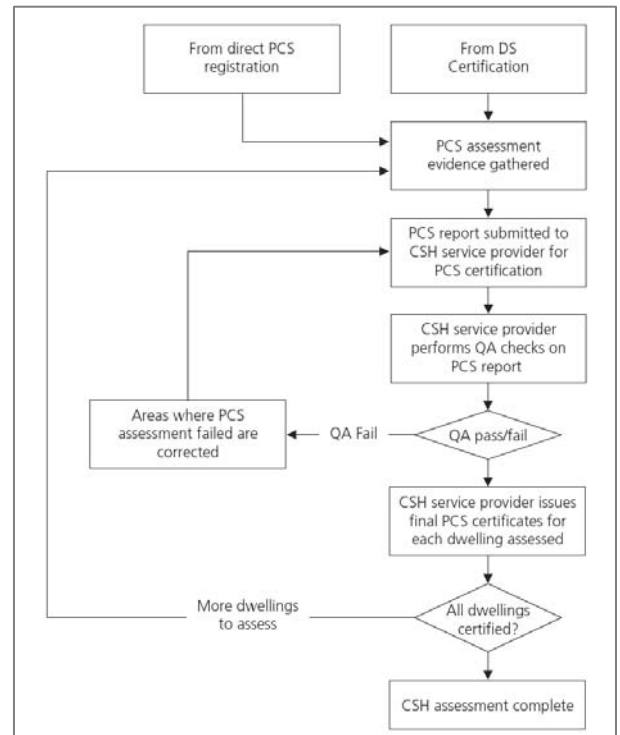 From direct PCS
registration
From DS
Certification
PCS assessment
evidence gathered
PCS report submitted to
CSH service provider for
PCS certification
CSH service provider
performs QA checks on
PCS report
Areas where PCS
assessment failed are
corrected
QA Fail
QA pass/fail
CSH service provider issues
final PCS certificates for
each dwelling assessed
More dwellings
to assess
All dwellings
certified?
CSH assessment complete